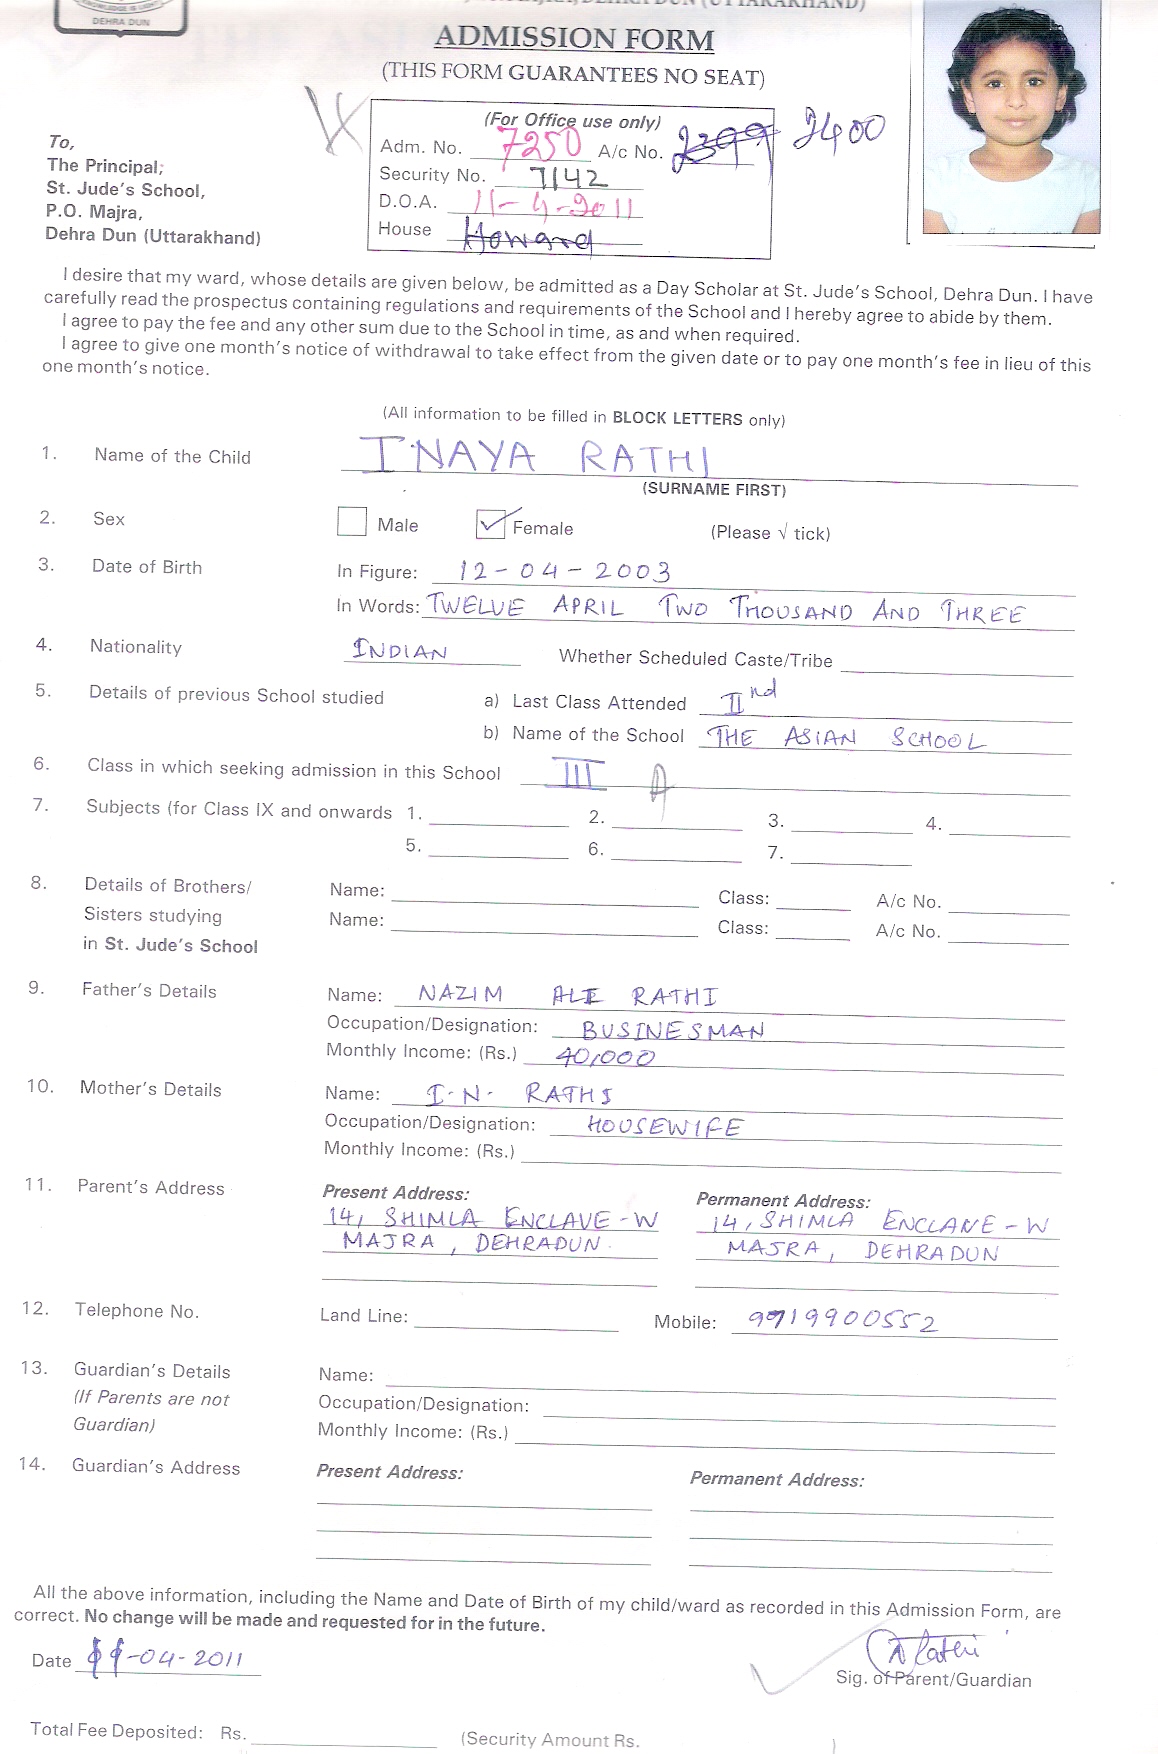 KNOWLEDGE IS LIGHT
DEHRA DUN
DEHRA DUN (UTTARAKHAND)
ADMISSION FORM
(THIS FORM GUARANTEES NO SEAT)
(For Office use only)
Adm. No. 7250 A/c No. 2399 2400
Security No. 7142
D.O.A. 11-4-2011
House Howard
To,
The Principal;
St. Jude's School,
P.O. Majra,
Dehra Dun (Uttarakhand)
I desire that my ward, whose details are given below, be admitted as a Day Scholar at St. Jude's School, Dehra Dun. I have
carefully read the prospectus containing regulations and requirements of the School and I hereby agree to abide by them.
I agree to pay the fee and any other sum due to the School in time, as and when required.
I agree to give one month's notice of withdrawal to take effect from the given date or to pay one month's fee in lieu of this
one month's notice.
(All information to be filled in BLOCK LETTERS only)
1. Name of the Child INAYA RATHI
(SURNAME FIRST)
2. Sex Male Female (Please √ tick)
3. Date of Birth In Figure: 12-04-2003
In Words: TWELVE APRIL TWO THOUSAND AND THREE
4. Nationality INDIAN Whether Scheduled Caste/Tribe
5. Details of previous School studied a) Last Class Attended IInd
b) Name of the School THE ASIAN SCHOOL
6. Class in which seeking admission in this School III A
7. Subjects (for Class IX and onwards 1. 2. 3. 4.
5. 6. 7.
8. Details of Brothers/ Name: Class: A/c No.
Sisters studying Name: Class: A/c No.
in St. Jude's School
9. Father's Details Name: NAZIM ALI RATHI
Occupation/Designation: BUSINESMAN
Monthly Income: (Rs.) 40,000
10. Mother's Details Name: I.N. RATHI
Occupation/Designation: HOUSEWIFE
Monthly Income: (Rs.)
11. Parent's Address Present Address: Permanent Address:
14, SHIMLA ENCLAVE-W 14, SHIMLA ENCLAVE-W
MAJRA, DEHRADUN. MAJRA, DEHRADUN
12. Telephone No. Land Line: Mobile: 9719900552
13. Guardian's Details Name:
(If Parents are not Occupation/Designation:
Guardian) Monthly Income: (Rs.)
14. Guardian's Address Present Address: Permanent Address:
All the above information, including the Name and Date of Birth of my child/ward as recorded in this Admission Form, are
correct. No change will be made and requested for in the future.
Date 11-04-2011
Sig. of Parent/Guardian
Total Fee Deposited: Rs. (Security Amount Rs. )